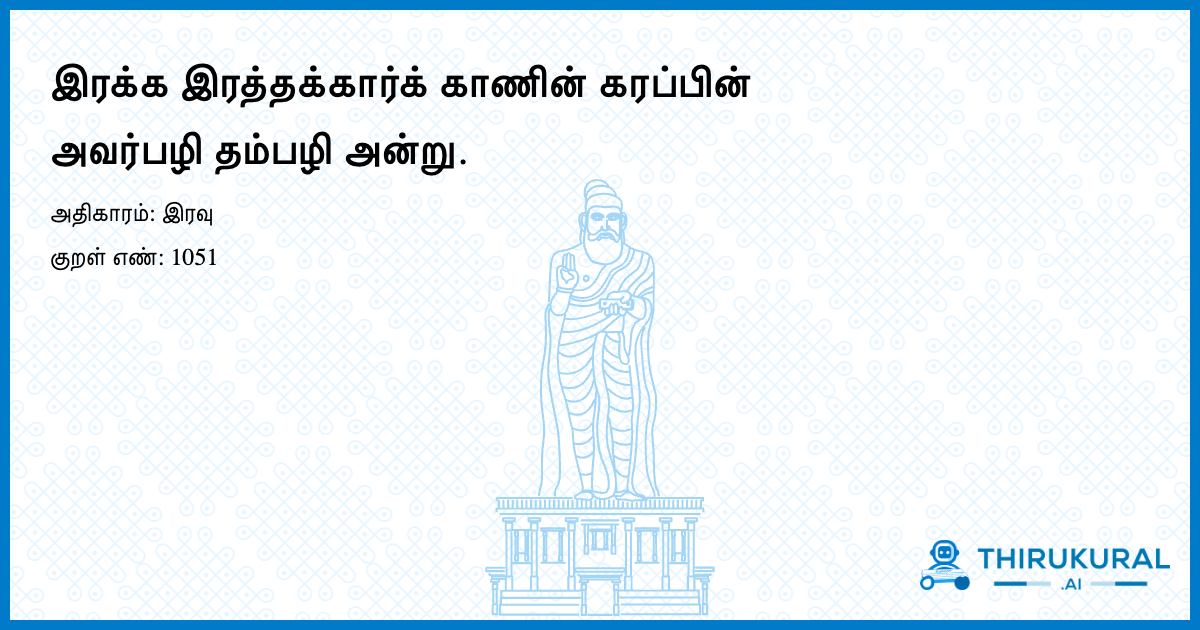 இரக்க இரத்தக்கார்க் காணின் கரப்பின்
அவர்பழி தம்பழி அன்று.
அதிகாரம்: இரவு
குறள் எண்: 1051
THIRUKURAL
.AI